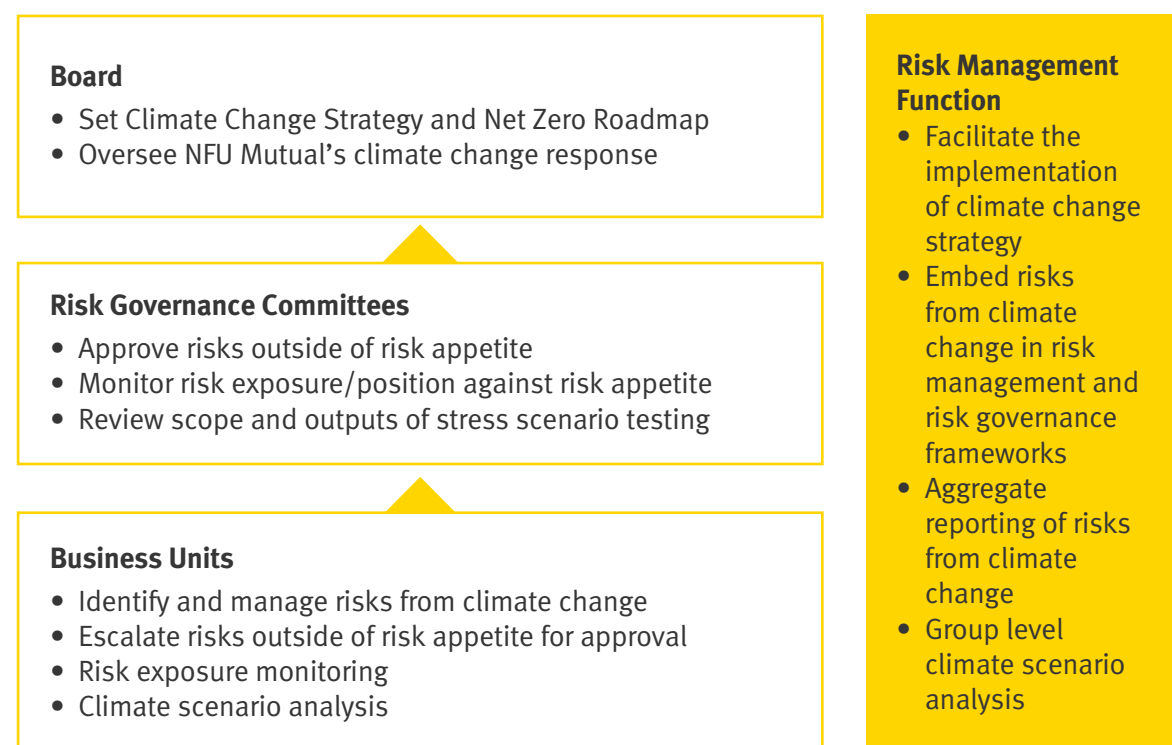 Board
• Set Climate Change Strategy and Net Zero Roadmap
• Oversee NFU Mutual’s climate change response
Risk Governance Committees
• Approve risks outside of risk appetite
• Monitor risk exposure/position against risk appetite
• Review scope and outputs of stress scenario testing
Business Units
• Identify and manage risks from climate change
• Escalate risks outside of risk appetite for approval
• Risk exposure monitoring
• Climate scenario analysis
Risk Management
Function
• Facilitate the
implementation
of climate change
strategy
• Embed risks
from climate
change in risk
management and
risk governance
frameworks
• Aggregate
reporting of risks
from climate
change
• Group level
climate scenario
analysis